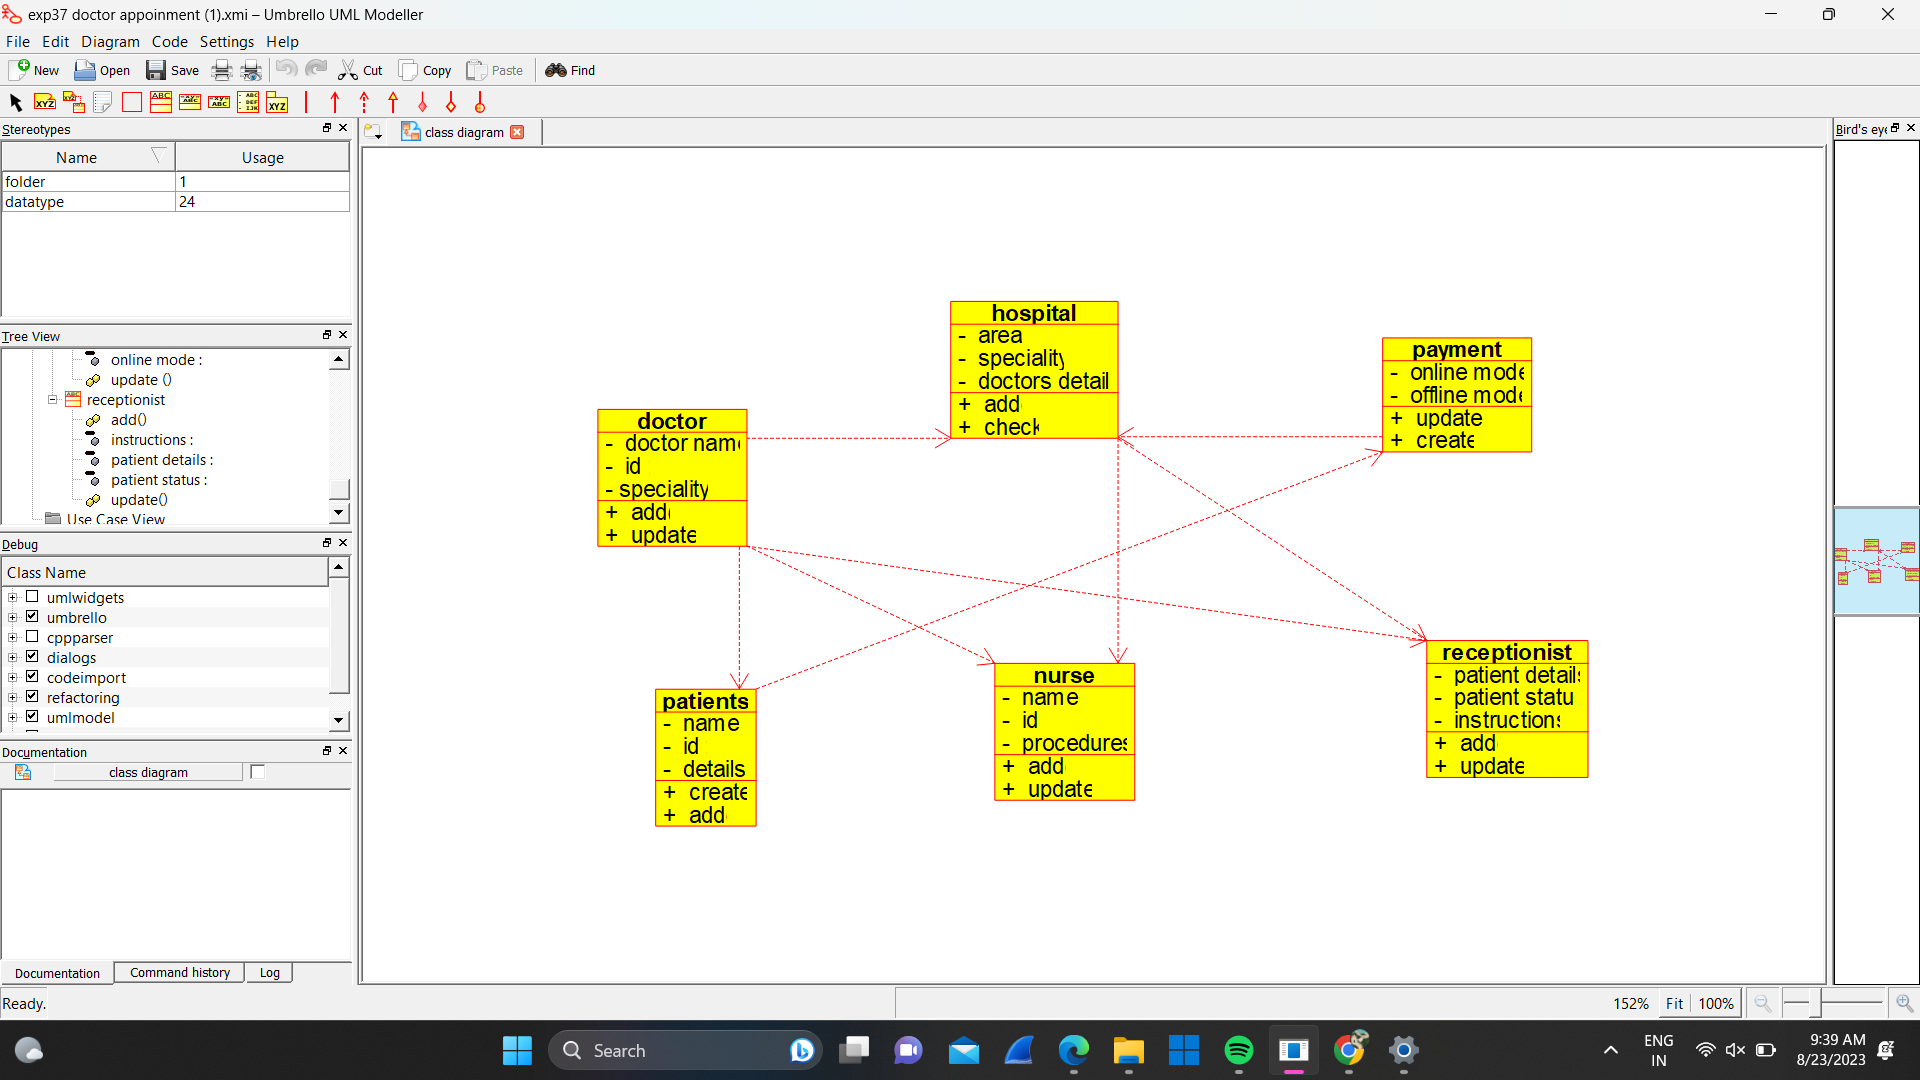 exp37 doctor appoinment (1).xmi – Umbrello UML Modeller
File Edit Diagram Code Settings Help
New Open Save Cut Copy Paste Find
Stereotypes
Name Usage
folder 1
datatype 24
Tree View
online mode :
update ()
receptionist
add()
instructions :
patient details :
patient status :
update()
Use Case View
Debug
Class Name
umlwidgets
umbrello
cppparser
dialogs
codeimport
refactoring
umlmodel
Documentation
class diagram
Documentation Command history Log
Ready.
class diagram
hospital
- area
- speciality
- doctors detail
+ add
+ check
payment
- online mode
- offline mode
+ update
+ create
doctor
- doctor name
- id
- speciality
+ add
+ update
patients
- name
- id
- details
+ create
+ add
nurse
- name
- id
- procedures
+ add
+ update
receptionist
- patient details
- patient statu
- instructions
+ add
+ update
Bird's eye
152% Fit 100%
Search
ENG
IN
9:39 AM
8/23/2023